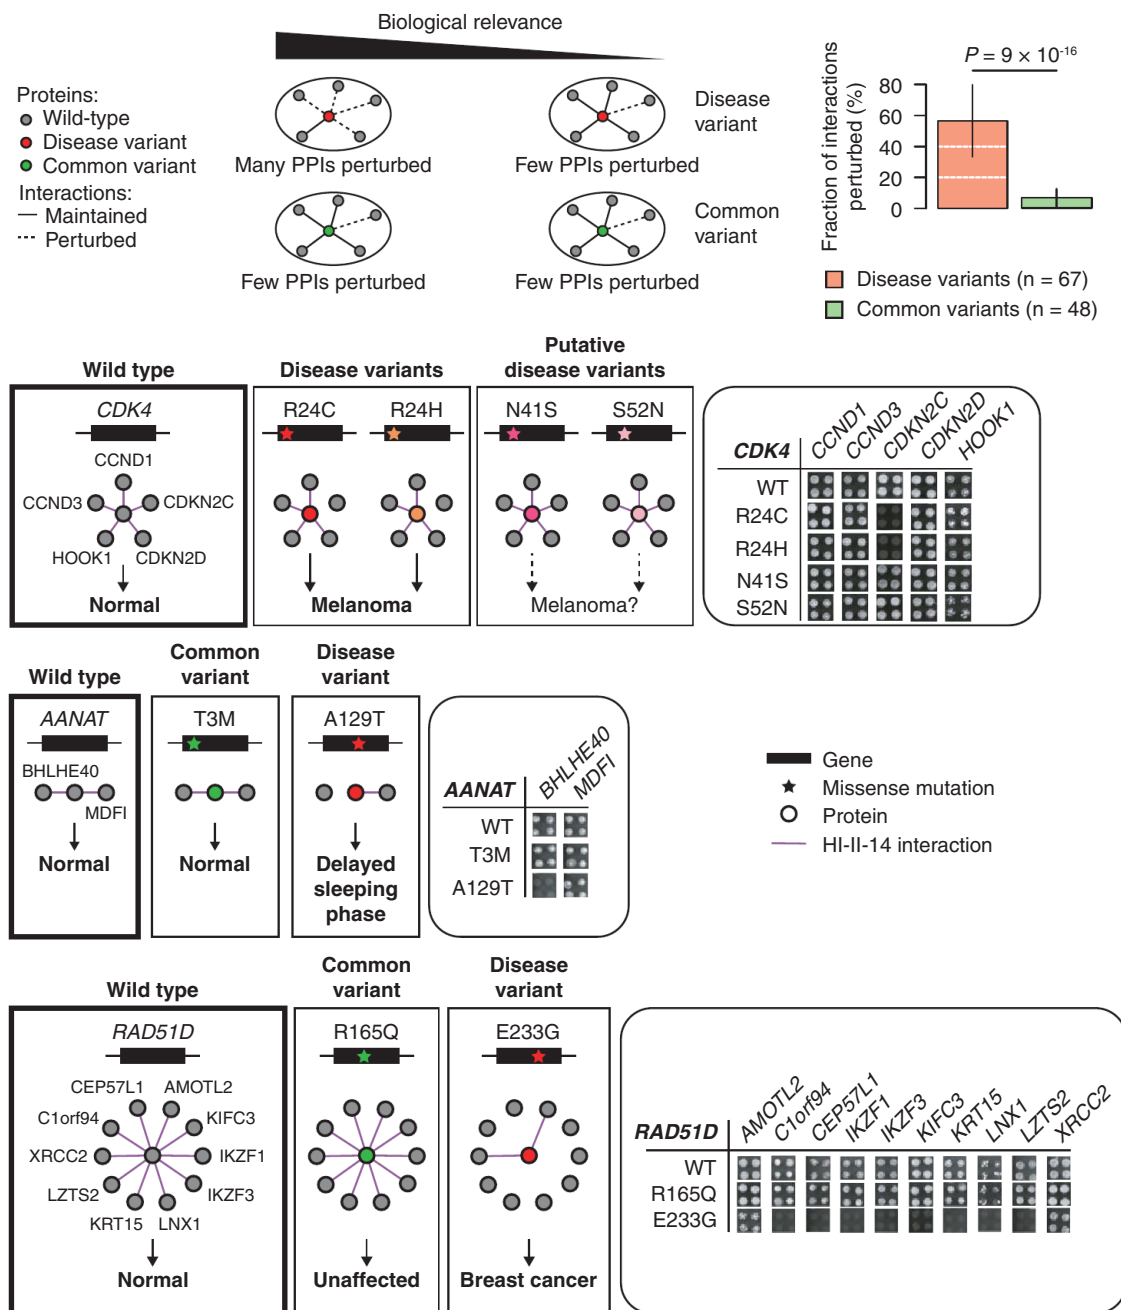 Biological relevance
Proteins:
Wild-type
Disease variant
Common variant
Interactions:
Maintained
Perturbed
Many PPIs perturbed
Few PPIs perturbed
Disease
variant
Few PPIs perturbed
Few PPIs perturbed
Common
variant
P = 9 × 10⁻¹⁶
Fraction of interactions
perturbed (%)
80
60
40
20
0
Disease variants (n = 67)
Common variants (n = 48)
Wild type
CDK4
CCND1
CCND3
CDKN2C
HOOK1
CDKN2D
Normal
Disease variants
R24C
R24H
Melanoma
Putative
disease variants
N41S
S52N
Melanoma?
CDK4
CCND1
CCND3
CDKN2C
CDKN2D
HOOK1
WT
R24C
R24H
N41S
S52N
Wild type
AANAT
BHLHE40
MDFI
Normal
Common
variant
T3M
Normal
Disease
variant
A129T
Delayed
sleeping
phase
AANAT
BHLHE40
MDFI
WT
T3M
A129T
Gene
Missense mutation
Protein
HI-II-14 interaction
Wild type
RAD51D
CEP57L1
AMOTL2
C1orf94
KIFC3
XRCC2
IKZF1
LZTS2
IKZF3
KRT15
LNX1
Normal
Common
variant
R165Q
Unaffected
Disease
variant
E233G
Breast cancer
RAD51D
AMOTL2
C1orf94
CEP57L1
IKZF1
IKZF3
KIFC3
KRT15
LNX1
LZTS2
XRCC2
WT
R165Q
E233G